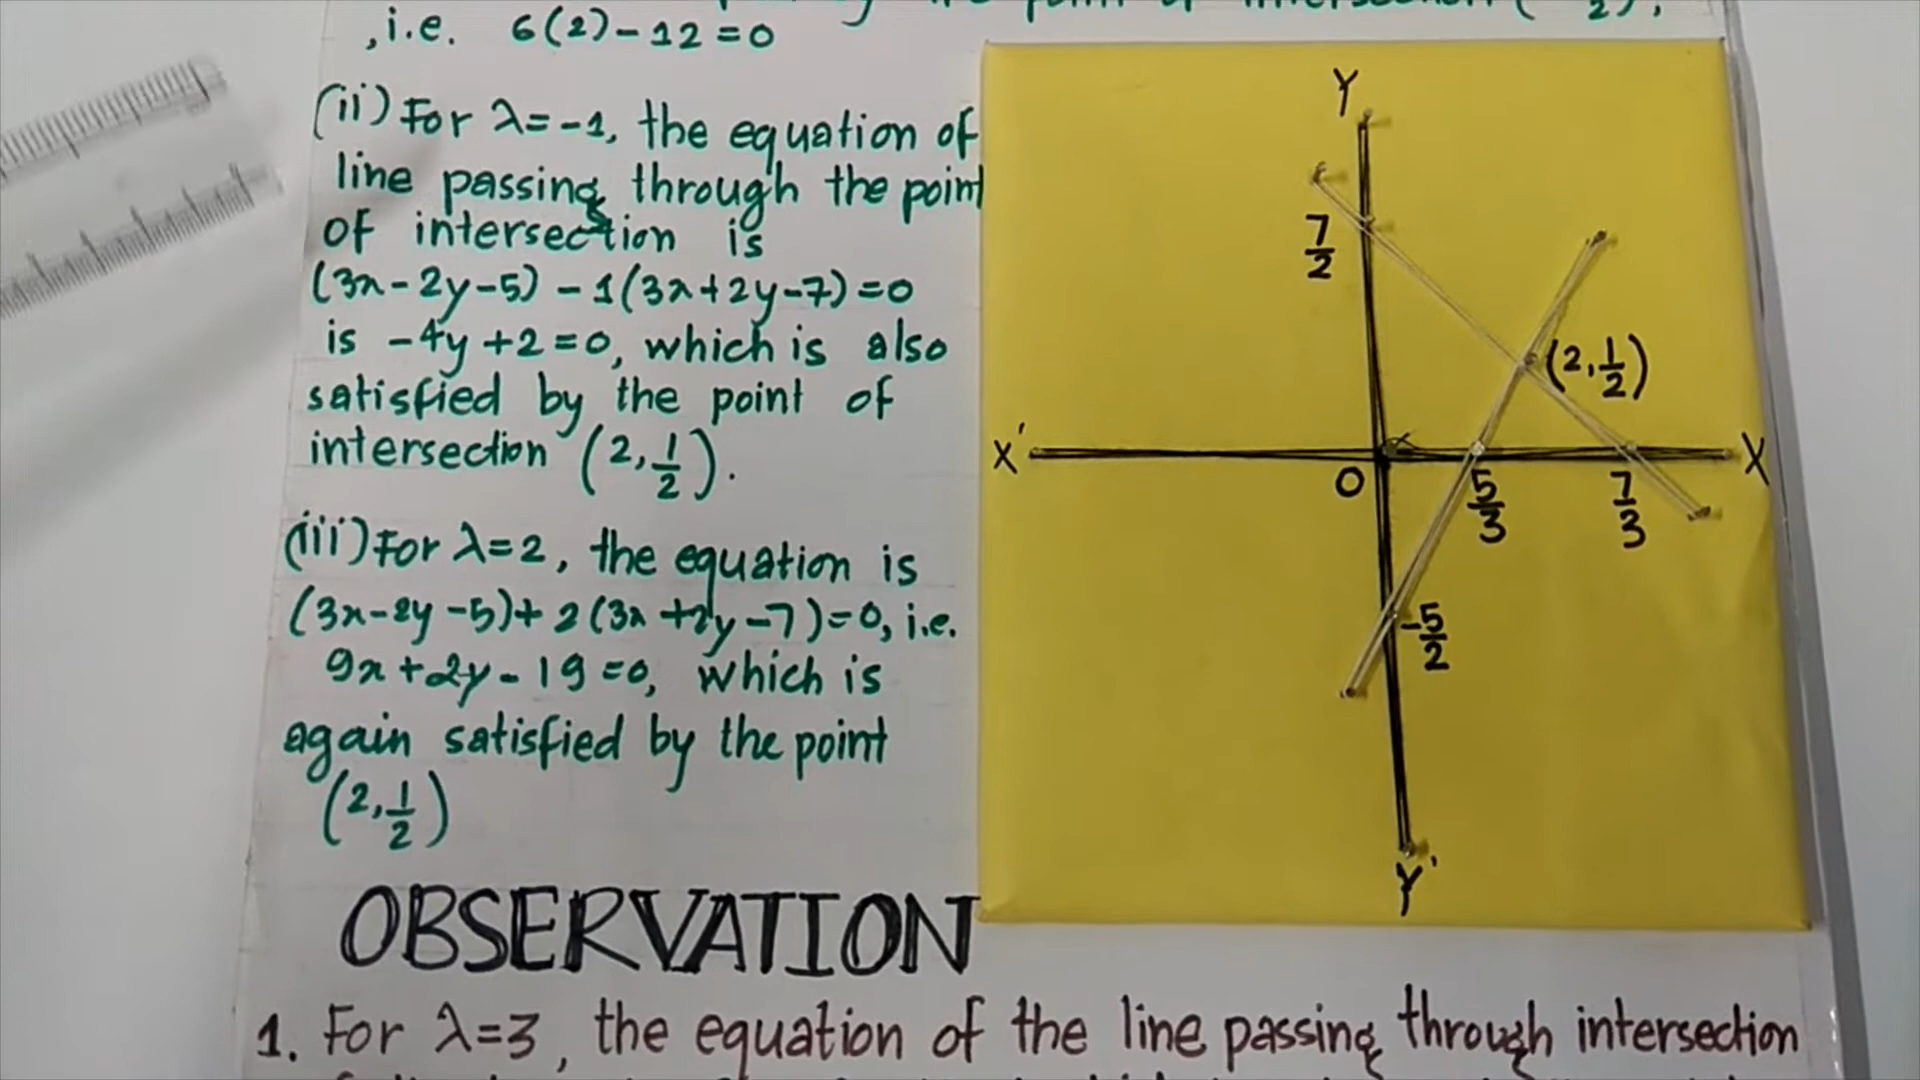 , i.e. 6(2)-12=0
(ii) For λ=-1, the equation of
line passing through the point
of intersection is
(3x-2y-5) -1(3x+2y-7)=0
is -4y+2=0, which is also
satisfied by the point of
intersection (2, 1/2).
(iii) For λ=2, the equation is
(3x-2y-5)+2(3x+2y-7)=0, i.e.
9x+2y-19=0, which is
again satisfied by the point
(2, 1/2)
Y
7/2
(2, 1/2)
X'
X
O
5/3
7/3
-5/2
Y'
OBSERVATION
1. For λ=3, the equation of the line passing through intersection